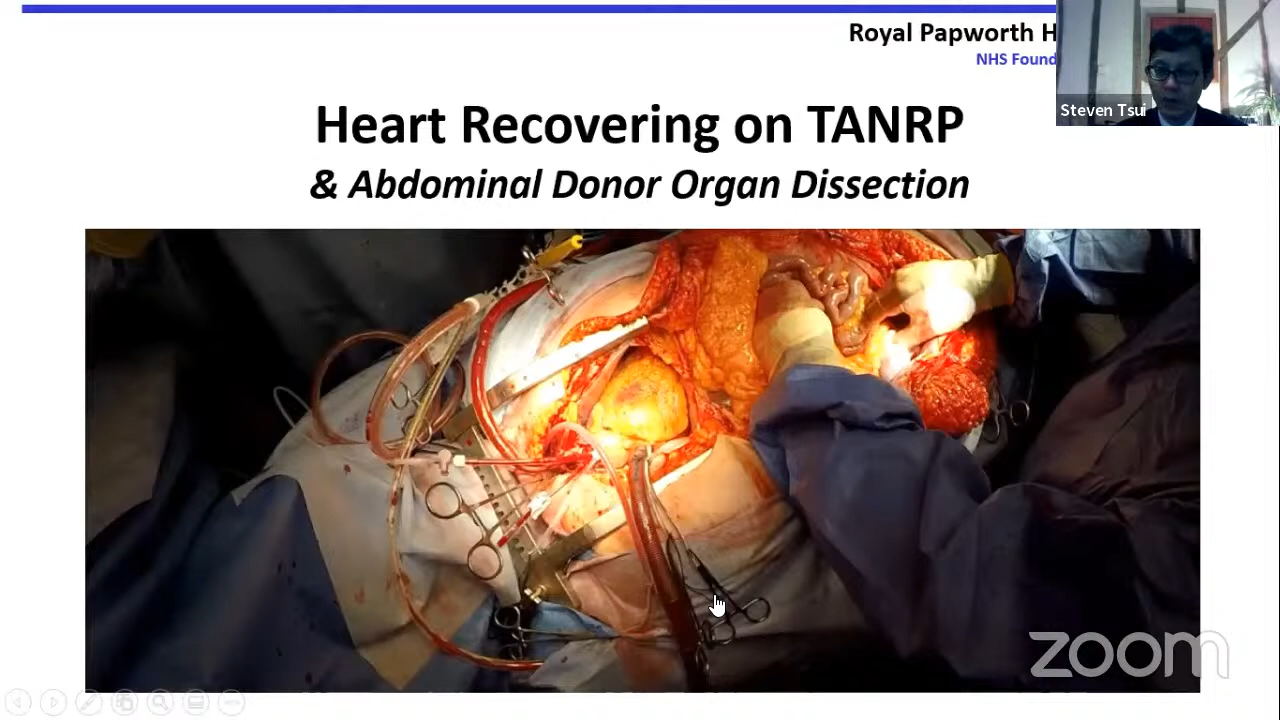 Royal Papworth H
NHS Found
Steven Tsui
Heart Recovering on TANRP
& Abdominal Donor Organ Dissection
zoom